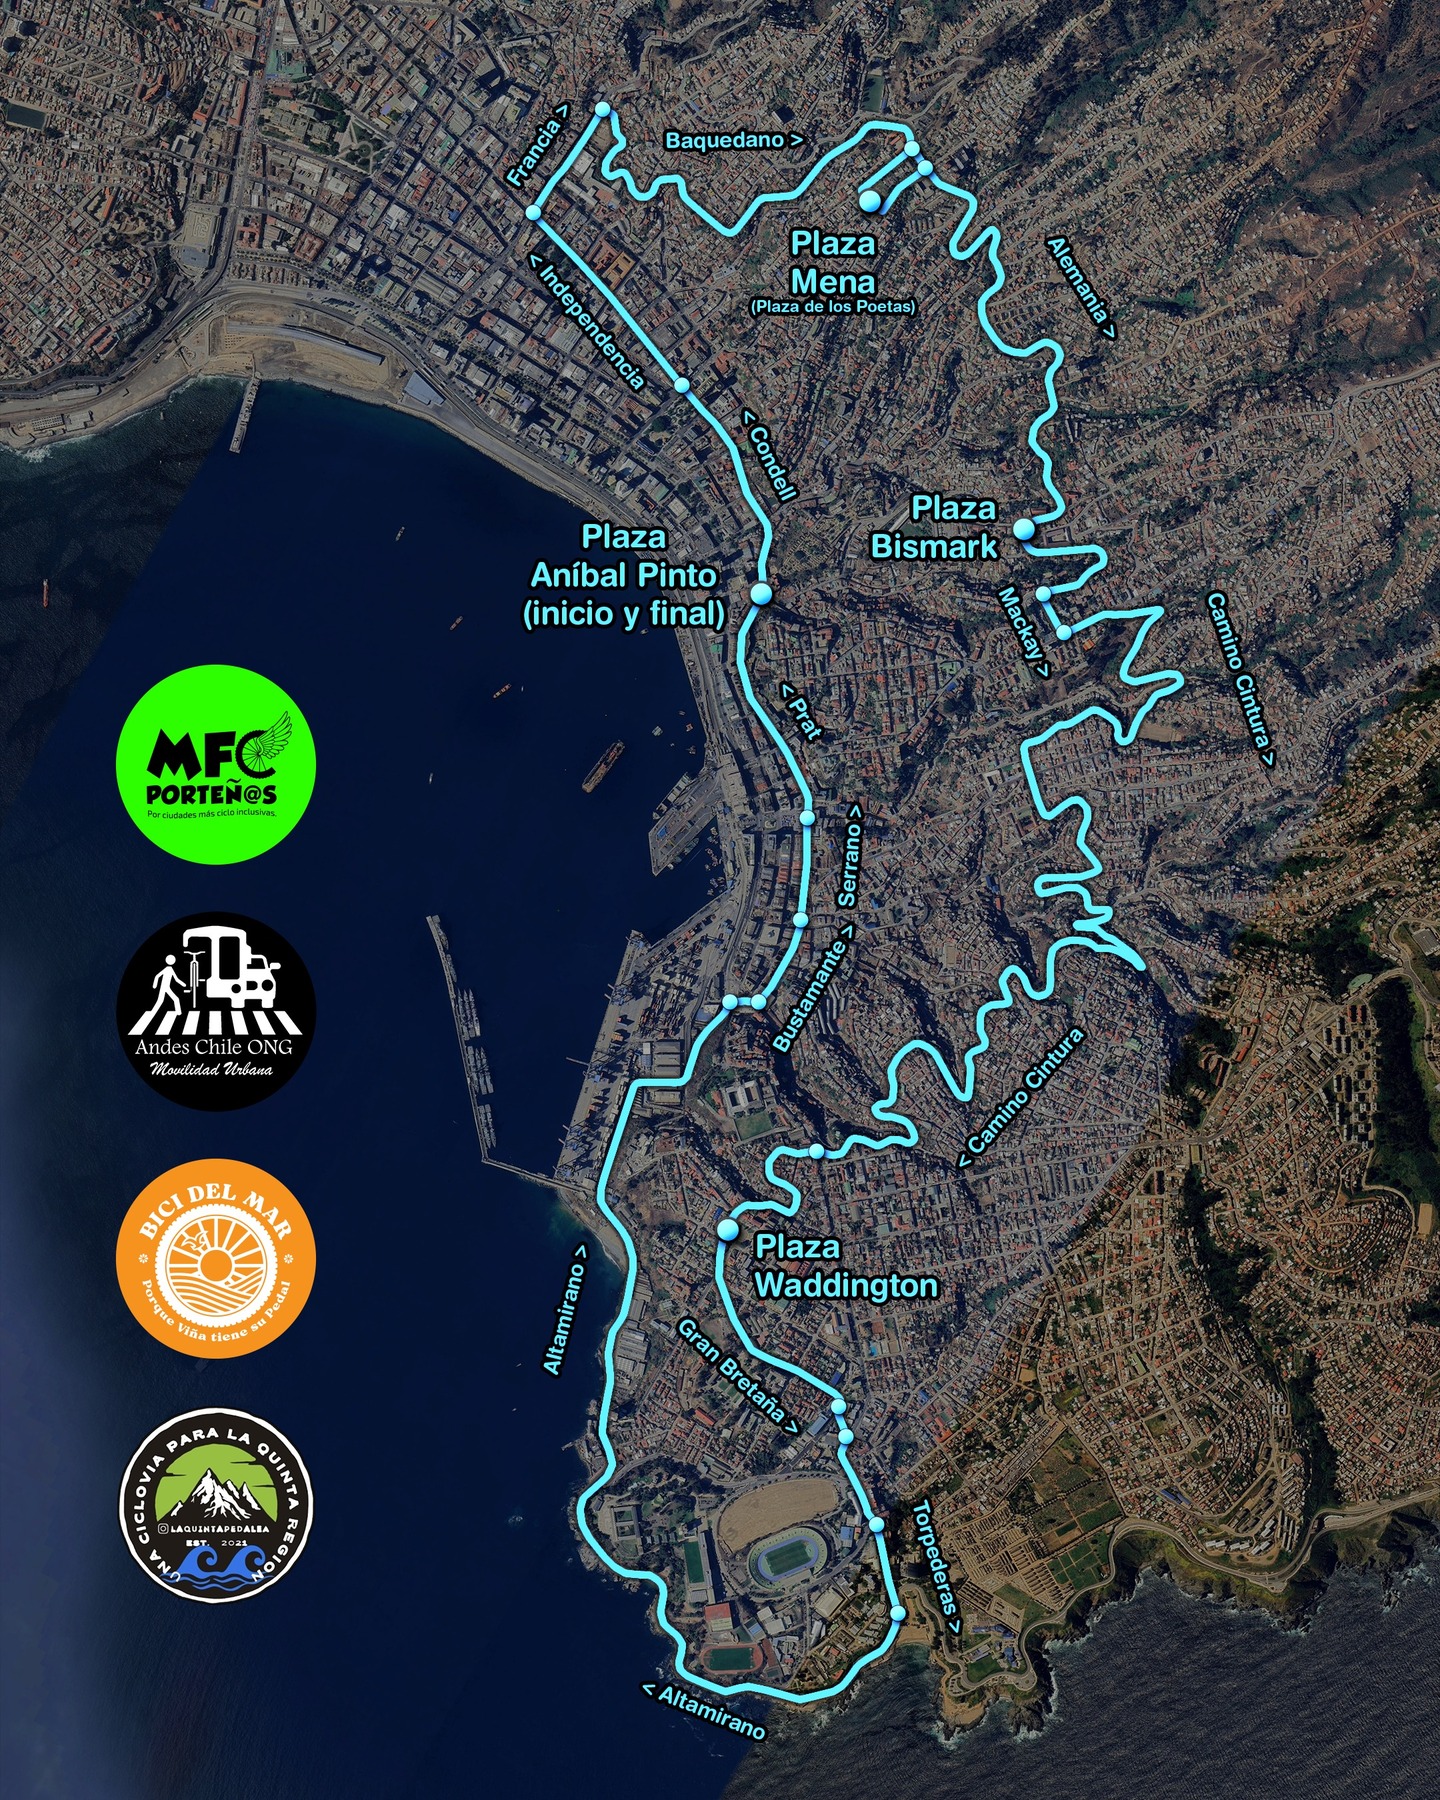 Francia >
Baquedano >
Plaza
Mena
(Plaza de los Poetas)
Alemania >
< Independencia
< Condell
Plaza
Aníbal Pinto
(inicio y final)
Plaza
Bismark
Mackay >
Camino Cintura >
< Prat
Serrano >
Bustamante >
< Camino Cintura
Plaza
Waddington
Altamirano >
Gran Bretaña >
Torpederas >
< Altamirano
MFC
PORTEÑ@S
Por ciudades más ciclo inclusivas.
Andes Chile ONG
Movilidad Urbana
BICI DEL MAR
Porque Viña tiene su Pedal
UNA CICLOVIA PARA LA QUINTA REGION
LAQUINTAPEDALEA
EST. 2021